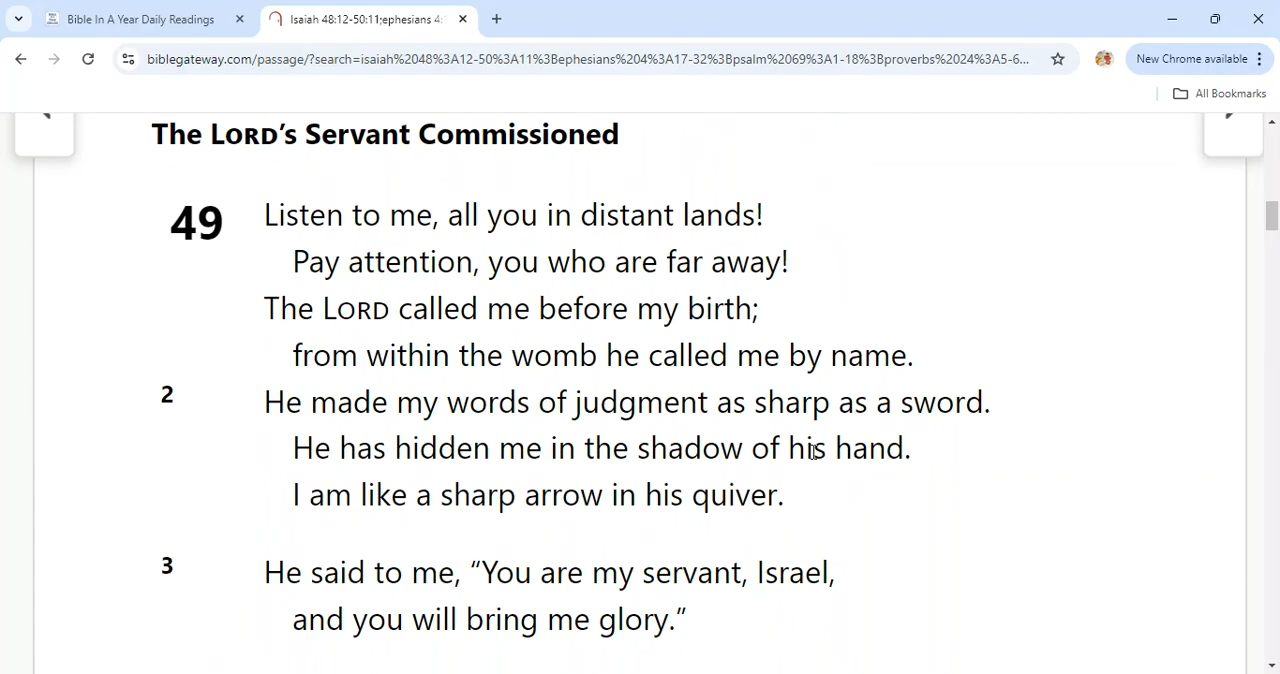 Bible In A Year Daily Readings
Isaiah 48:12-50:11;ephesians 4:
biblegateway.com/passage/?search=isaiah%2048%3A12-50%3A11%3Bephesians%204%3A17-32%3Bpsalm%2069%3A1-18%3Bproverbs%2024%3A5-6...
New Chrome available
All Bookmarks
The LORD’s Servant Commissioned
49 Listen to me, all you in distant lands!
Pay attention, you who are far away!
The LORD called me before my birth;
from within the womb he called me by name.
2 He made my words of judgment as sharp as a sword.
He has hidden me in the shadow of his hand.
I am like a sharp arrow in his quiver.
3 He said to me, “You are my servant, Israel,
and you will bring me glory.”